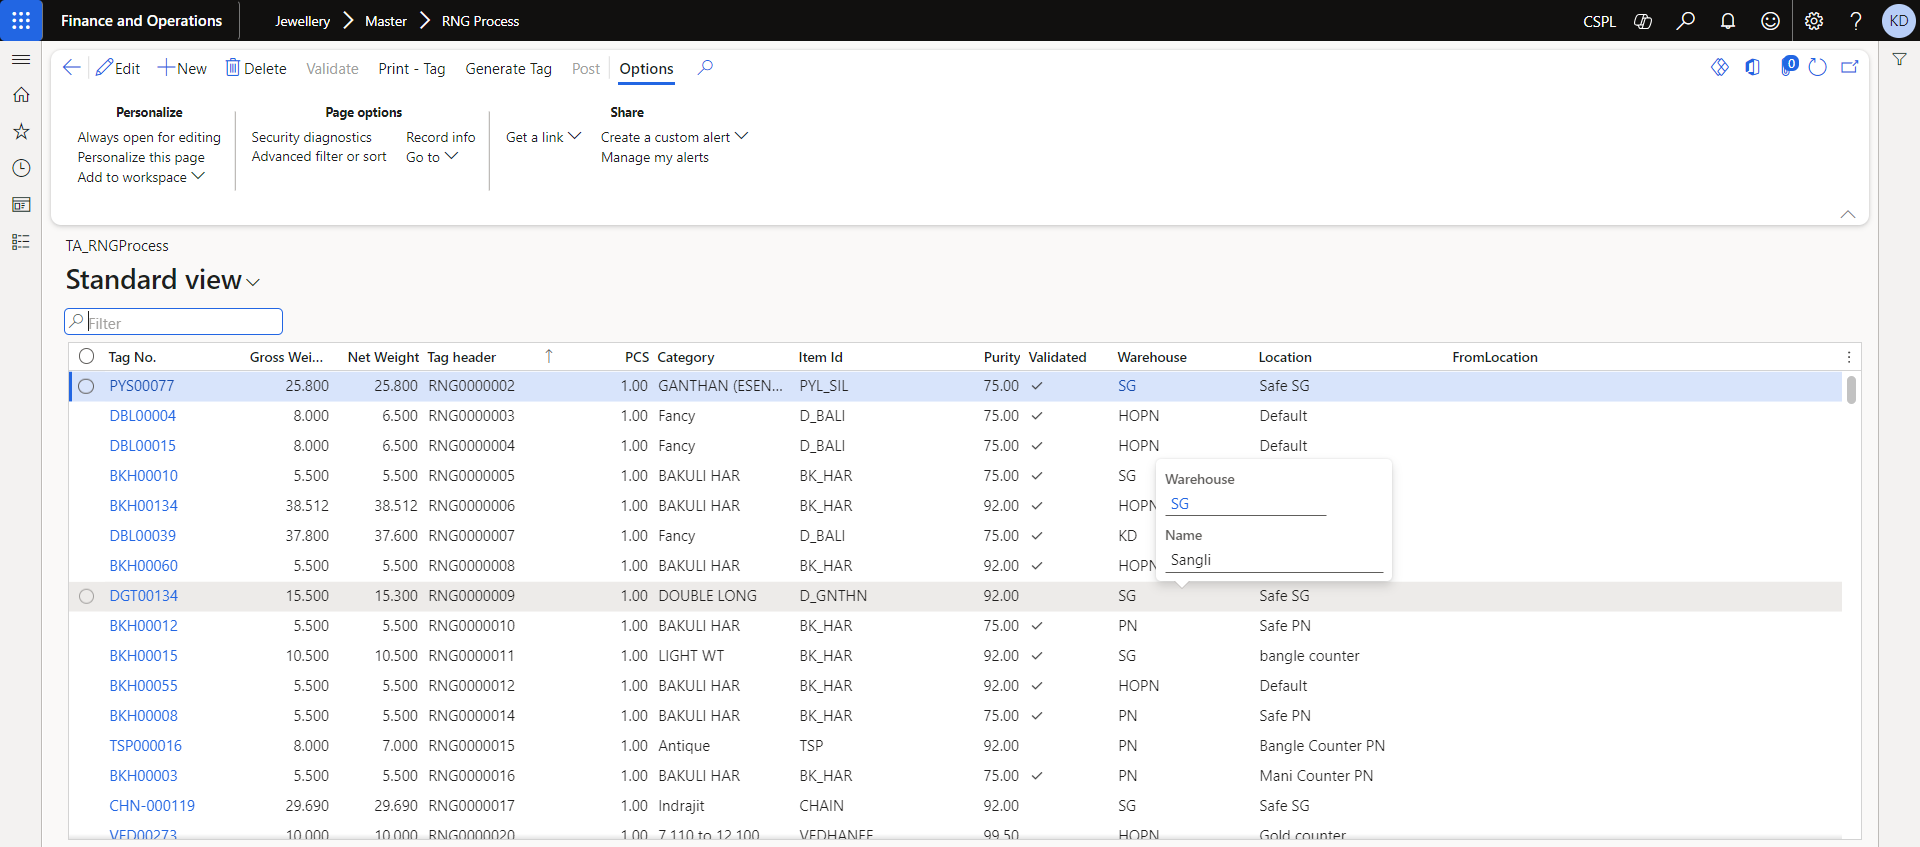 Finance and Operations Jewellery Master RNG Process CSPL KD
Edit New Delete Validate Print - Tag Generate Tag Post Options 0
Personalize Page options Share
Always open for editing Security diagnostics Record info Get a link Create a custom alert
Personalize this page Advanced filter or sort Go to Manage my alerts
Add to workspace
TA_RNGProcess
Standard view
Filter
Tag No. Gross Wei... Net Weight Tag header PCS Category Item Id Purity Validated Warehouse Location FromLocation
PYS00077 25.800 25.800 RNG0000002 1.00 GANTHAN (ESEN... PYL_SIL 75.00 SG Safe SG
DBL00004 8.000 6.500 RNG0000003 1.00 Fancy D_BALI 75.00 HOPN Default
DBL00015 8.000 6.500 RNG0000004 1.00 Fancy D_BALI 75.00 HOPN Default
BKH00010 5.500 5.500 RNG0000005 1.00 BAKULI HAR BK_HAR 75.00 SG
BKH00134 38.512 38.512 RNG0000006 1.00 BAKULI HAR BK_HAR 92.00 HOPN
DBL00039 37.800 37.600 RNG0000007 1.00 Fancy D_BALI 75.00 KD
BKH00060 5.500 5.500 RNG0000008 1.00 BAKULI HAR BK_HAR 92.00 HOPN
Warehouse
SG
Name
Sangli
DGT00134 15.500 15.300 RNG0000009 1.00 DOUBLE LONG D_GNTHN 92.00 SG Safe SG
BKH00012 5.500 5.500 RNG0000010 1.00 BAKULI HAR BK_HAR 75.00 PN Safe PN
BKH00015 10.500 10.500 RNG0000011 1.00 LIGHT WT BK_HAR 92.00 SG bangle counter
BKH00055 5.500 5.500 RNG0000012 1.00 BAKULI HAR BK_HAR 92.00 HOPN Default
BKH00008 5.500 5.500 RNG0000014 1.00 BAKULI HAR BK_HAR 75.00 PN Safe PN
TSP000016 8.000 7.000 RNG0000015 1.00 Antique TSP 92.00 PN Bangle Counter PN
BKH00003 5.500 5.500 RNG0000016 1.00 BAKULI HAR BK_HAR 75.00 PN Mani Counter PN
CHN-000119 29.690 29.690 RNG0000017 1.00 Indrajit CHAIN 92.00 SG Safe SG
VED00273 10.000 10.000 RNG0000020 1.00 7.110 to 12.100 VEDHANEE 99.50 HOPN Gold counter